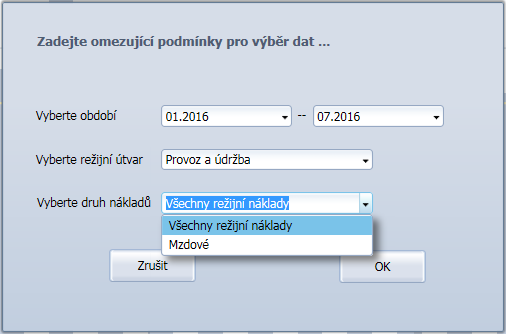 Zadejte omezující podmínky pro výběr dat ...
Vyberte období 01.2016 -- 07.2016
Vyberte režijní útvar Provoz a údržba
Vyberte druh nákladů Všechny režijní náklady
Všechny režijní náklady
Mzdové
Zrušit OK